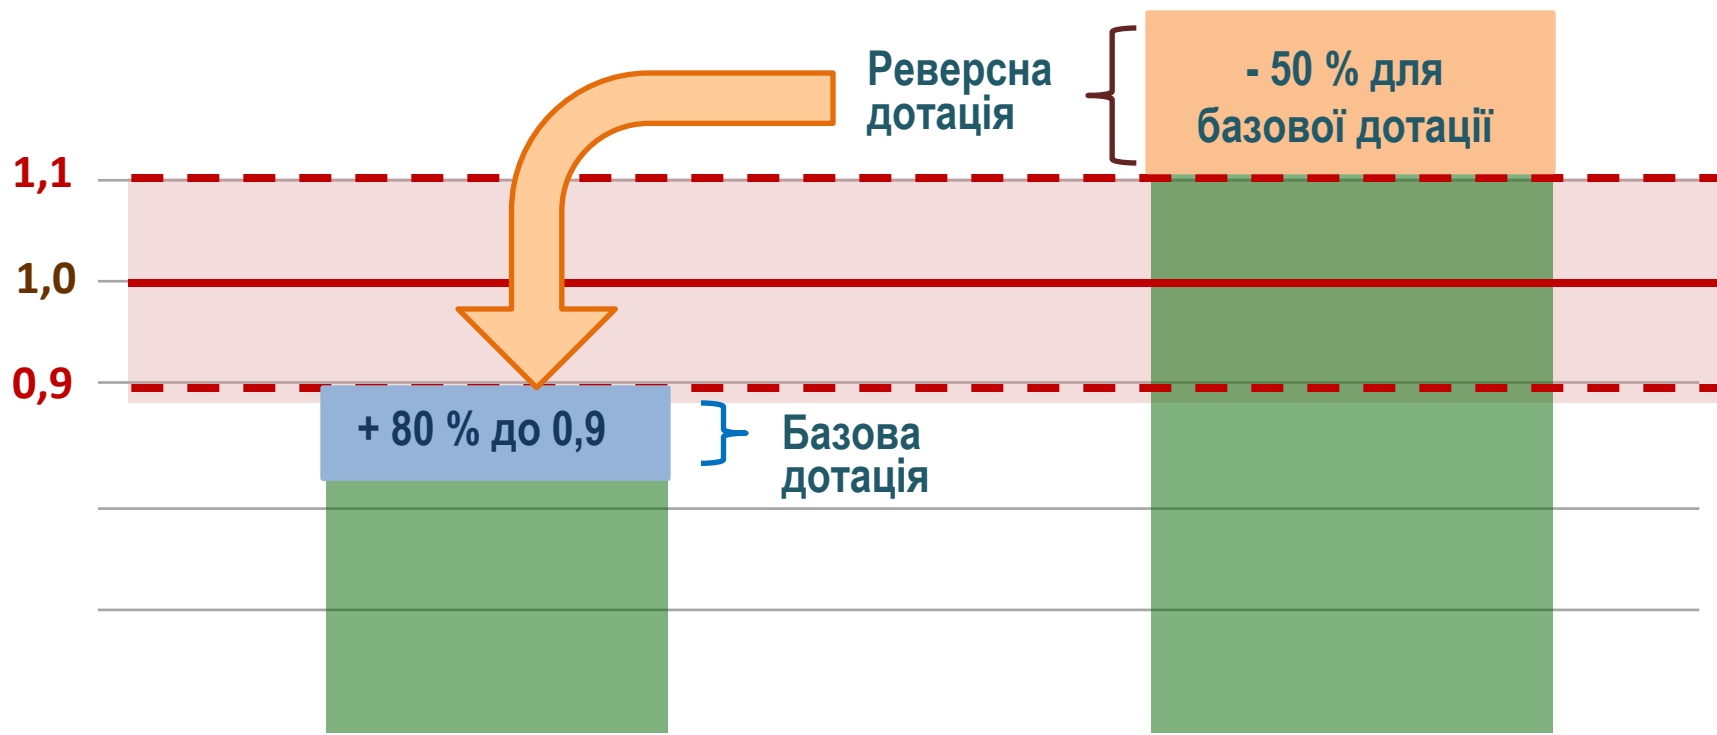 Реверсна
дотація
- 50 % для
базової дотації
1,1
1,0
0,9
+ 80 % до 0,9
Базова
дотація